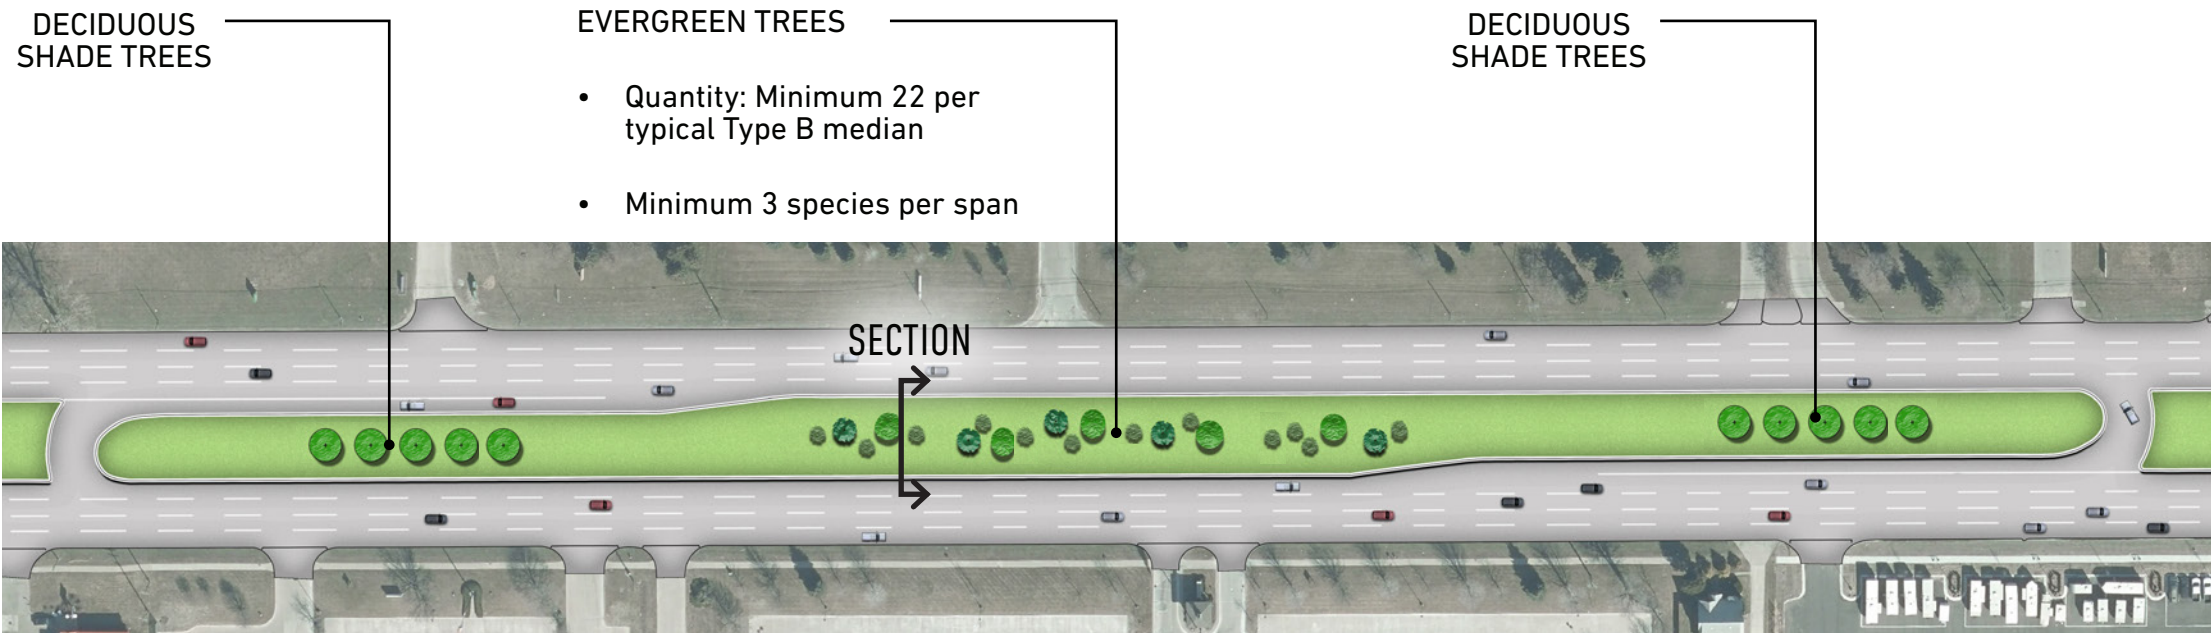 DECIDUOUS
SHADE TREES
EVERGREEN TREES
• Quantity: Minimum 22 per
typical Type B median
• Minimum 3 species per span
DECIDUOUS
SHADE TREES
SECTION